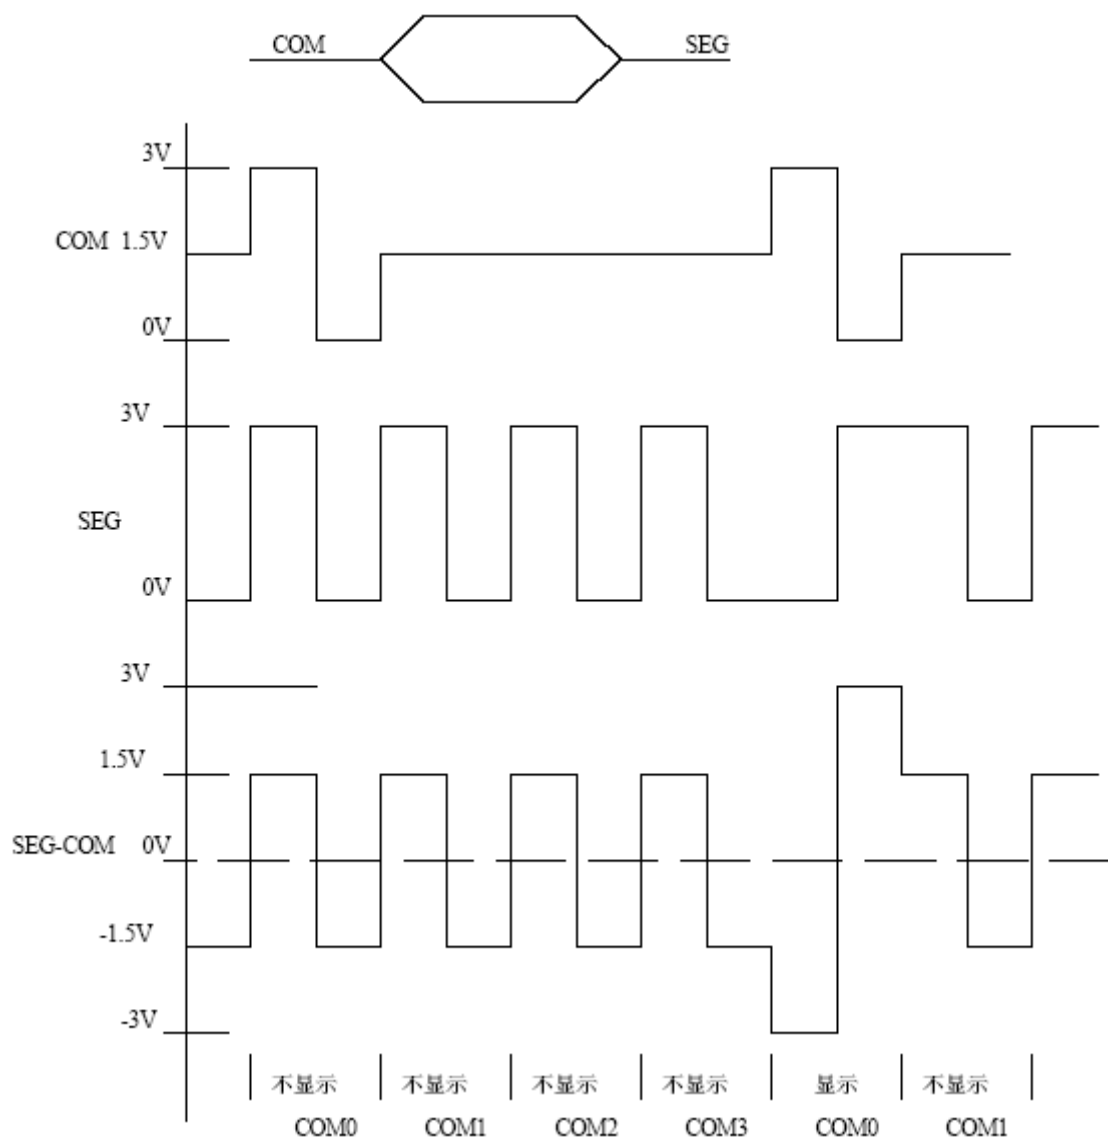 COM SEG
3V
COM 1.5V
0V
3V
SEG
0V
3V
1.5V
SEG-COM 0V
-1.5V
-3V
不显示 不显示 不显示 不显示 显示 不显示
COM0 COM1 COM2 COM3 COM0 COM1